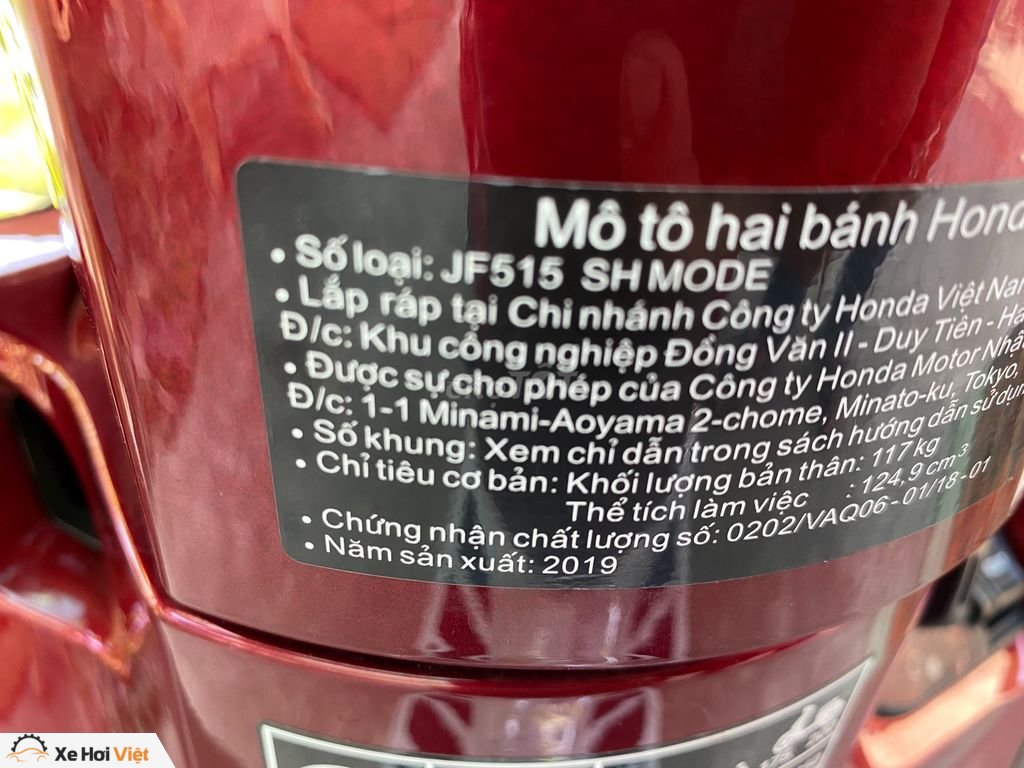 Mô tô hai bánh Hond
• Số loại: JF515 SH MODE
• Lắp ráp tại Chi nhánh Công ty Honda Việt Nam
Đ/c: Khu công nghiệp Đồng Văn II - Duy Tiên - Hà
• Được sự cho phép của Công ty Honda Motor Nhật
Đ/c: 1-1 Minami-Aoyama 2-chome, Minato-ku, Tokyo,
• Số khung: Xem chỉ dẫn trong sách hướng dẫn sử dụn
• Chỉ tiêu cơ bản: Khối lượng bản thân: 117 kg
Thể tích làm việc : 124,9 cm³
• Chứng nhận chất lượng số: 0202/VAQ06 - 01/18 - 01
• Năm sản xuất: 2019
Xe Hơi Việt